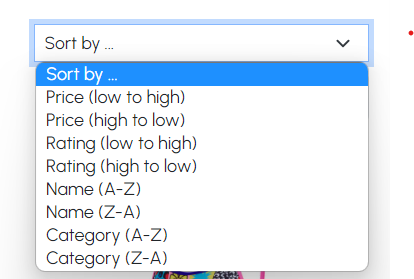 Sort by ...
Sort by ...
Price (low to high)
Price (high to low)
Rating (low to high)
Rating (high to low)
Name (A-Z)
Name (Z-A)
Category (A-Z)
Category (Z-A)